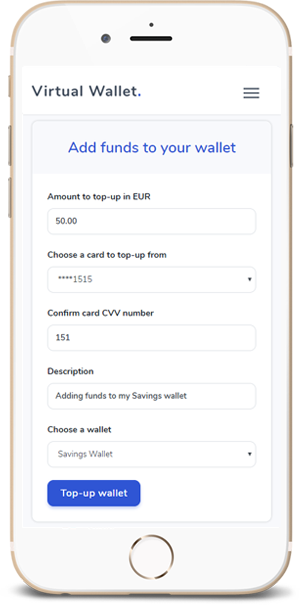 Virtual Wallet.
Add funds to your wallet
Amount to top-up in EUR
50.00
Choose a card to top-up from
****1515
Confirm card CVV number
151
Description
Adding funds to my Savings wallet
Choose a wallet
Savings Wallet
Top-up wallet